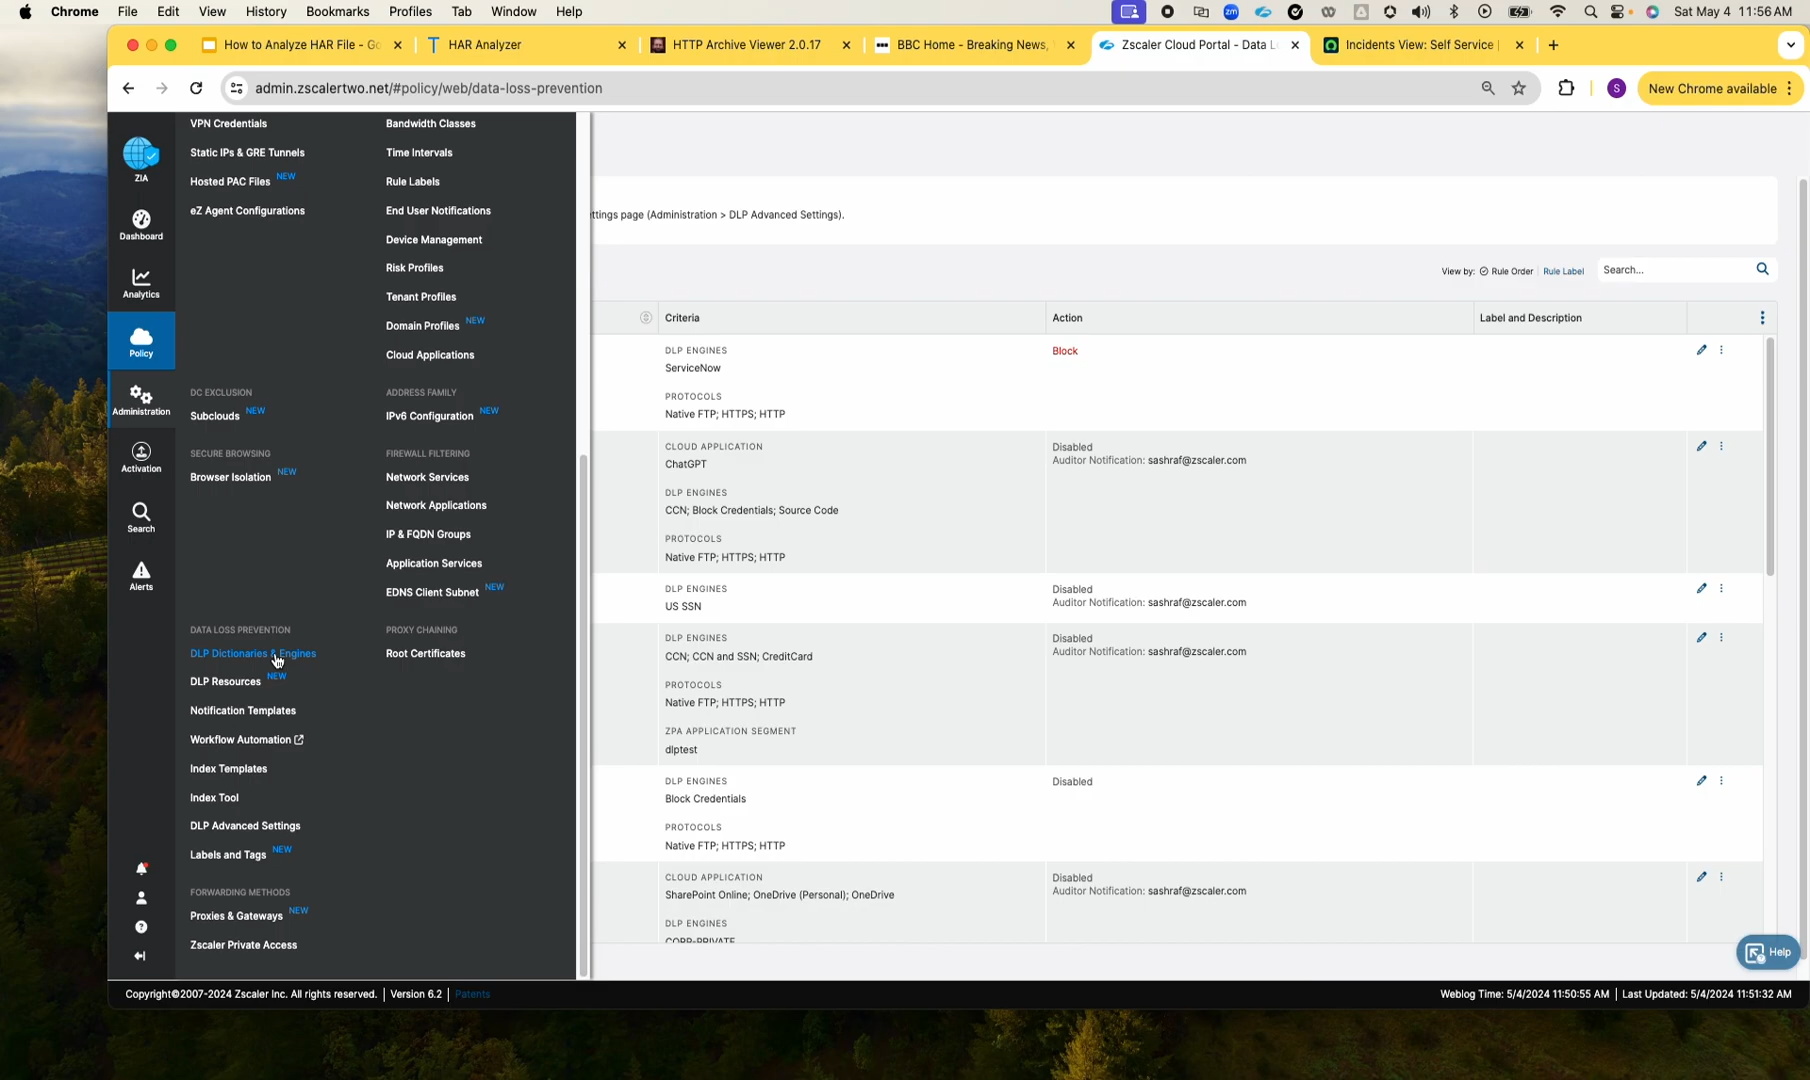 Chrome File Edit View History Bookmarks Profiles Tab Window Help zm Sat May 4 11:56 AM
How to Analyze HAR File - Go HAR Analyzer HTTP Archive Viewer 2.0.17 BBC Home - Breaking News, Zscaler Cloud Portal - Data L Incidents View: Self Service |
admin.zscalertwo.net/#policy/web/data-loss-prevention S New Chrome available
ZIA
Dashboard
Analytics
Policy
Administration
Activation
Search
Alerts
VPN Credentials
Static IPs & GRE Tunnels
Hosted PAC Files NEW
eZ Agent Configurations
DC EXCLUSION
Subclouds NEW
SECURE BROWSING
Browser Isolation NEW
DATA LOSS PREVENTION
DLP Dictionaries & Engines
DLP Resources NEW
Notification Templates
Workflow Automation
Index Templates
Index Tool
DLP Advanced Settings
Labels and Tags NEW
FORWARDING METHODS
Proxies & Gateways NEW
Zscaler Private Access
Bandwidth Classes
Time Intervals
Rule Labels
End User Notifications
Device Management
Risk Profiles
Tenant Profiles
Domain Profiles NEW
Cloud Applications
ADDRESS FAMILY
IPv6 Configuration NEW
FIREWALL FILTERING
Network Services
Network Applications
IP & FQDN Groups
Application Services
EDNS Client Subnet NEW
PROXY CHAINING
Root Certificates
ttings page (Administration > DLP Advanced Settings).
View by: Rule Order Rule Label Search...
Criteria Action Label and Description
DLP ENGINES
ServiceNow
PROTOCOLS
Native FTP; HTTPS; HTTP
Block
CLOUD APPLICATION
ChatGPT
DLP ENGINES
CCN; Block Credentials; Source Code
PROTOCOLS
Native FTP; HTTPS; HTTP
Disabled
Auditor Notification: sashraf@zscaler.com
DLP ENGINES
US SSN
Disabled
Auditor Notification: sashraf@zscaler.com
DLP ENGINES
CCN; CCN and SSN; CreditCard
PROTOCOLS
Native FTP; HTTPS; HTTP
ZPA APPLICATION SEGMENT
dlptest
Disabled
Auditor Notification: sashraf@zscaler.com
DLP ENGINES
Block Credentials
PROTOCOLS
Native FTP; HTTPS; HTTP
Disabled
CLOUD APPLICATION
SharePoint Online; OneDrive (Personal); OneDrive
DLP ENGINES
CORP-PRIVATE
Disabled
Auditor Notification: sashraf@zscaler.com
Help
Copyright©2007-2024 Zscaler Inc. All rights reserved. | Version 6.2 | Patents
Weblog Time: 5/4/2024 11:50:55 AM | Last Updated: 5/4/2024 11:51:32 AM